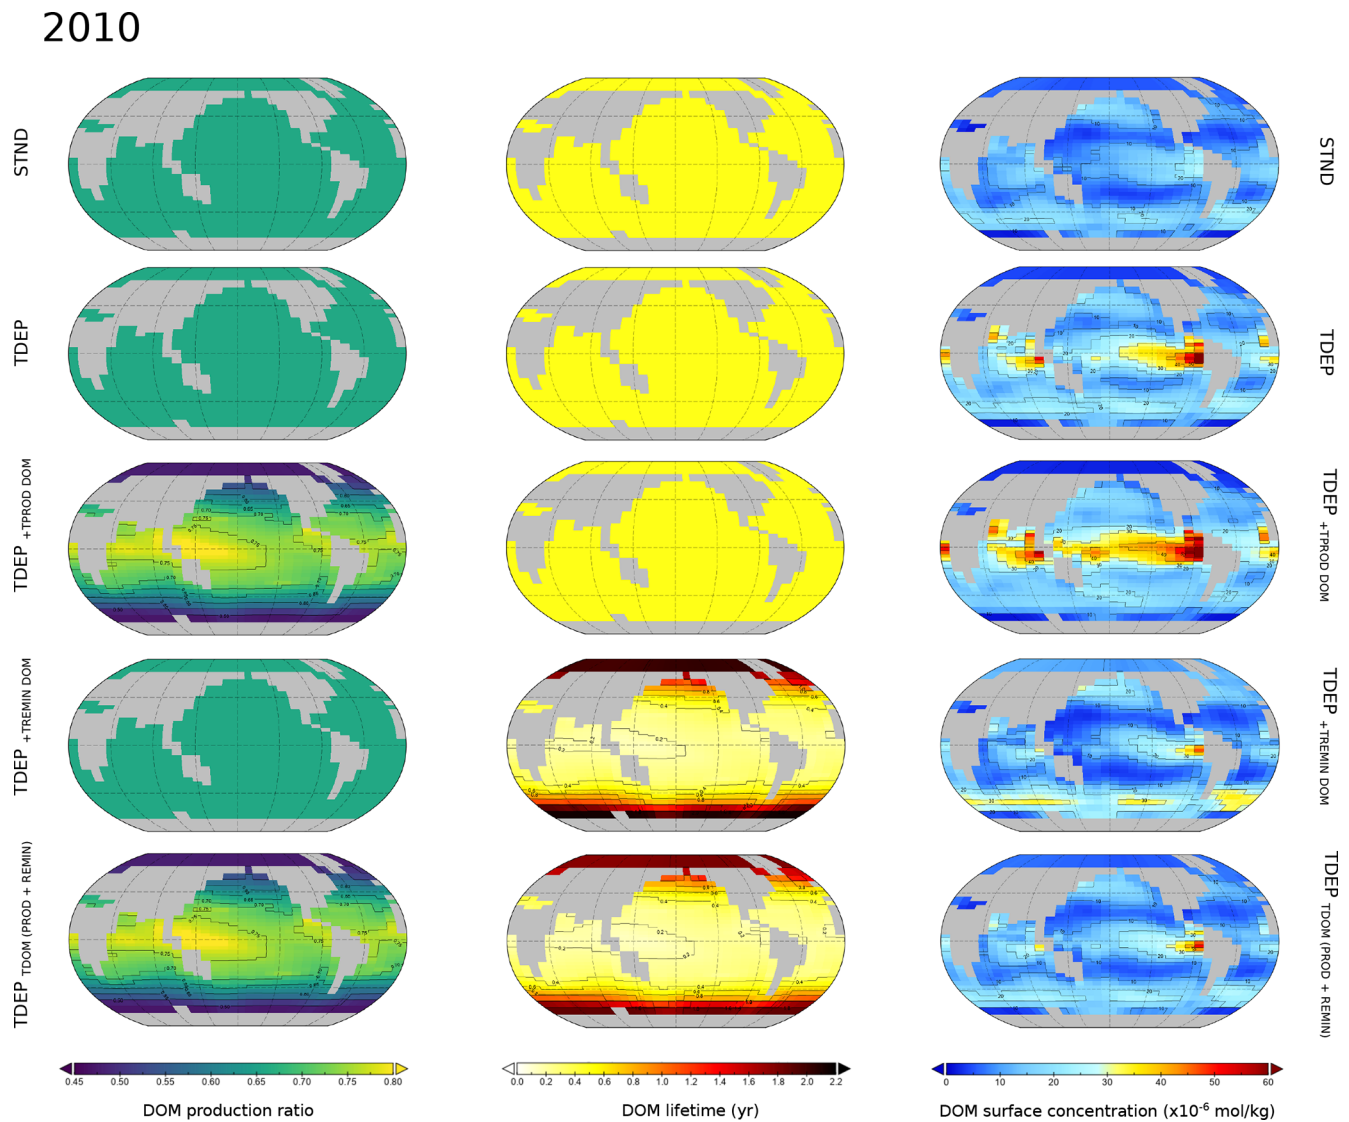 2010
STND
STND
TDEP
TDEP
TDEP +TPROD DOM
TDEP +TPROD DOM
TDEP +TREMIN DOM
TDEP +TREMIN DOM
TDEP TDOM (PROD + REMIN)
TDEP TDOM (PROD + REMIN)
0.45 0.50 0.55 0.60 0.65 0.70 0.75 0.80
DOM production ratio
0.0 0.2 0.4 0.6 0.8 1.0 1.2 1.4 1.6 1.8 2.0 2.2
DOM lifetime (yr)
0 10 20 30 40 50 60
DOM surface concentration (x10⁻⁶ mol/kg)